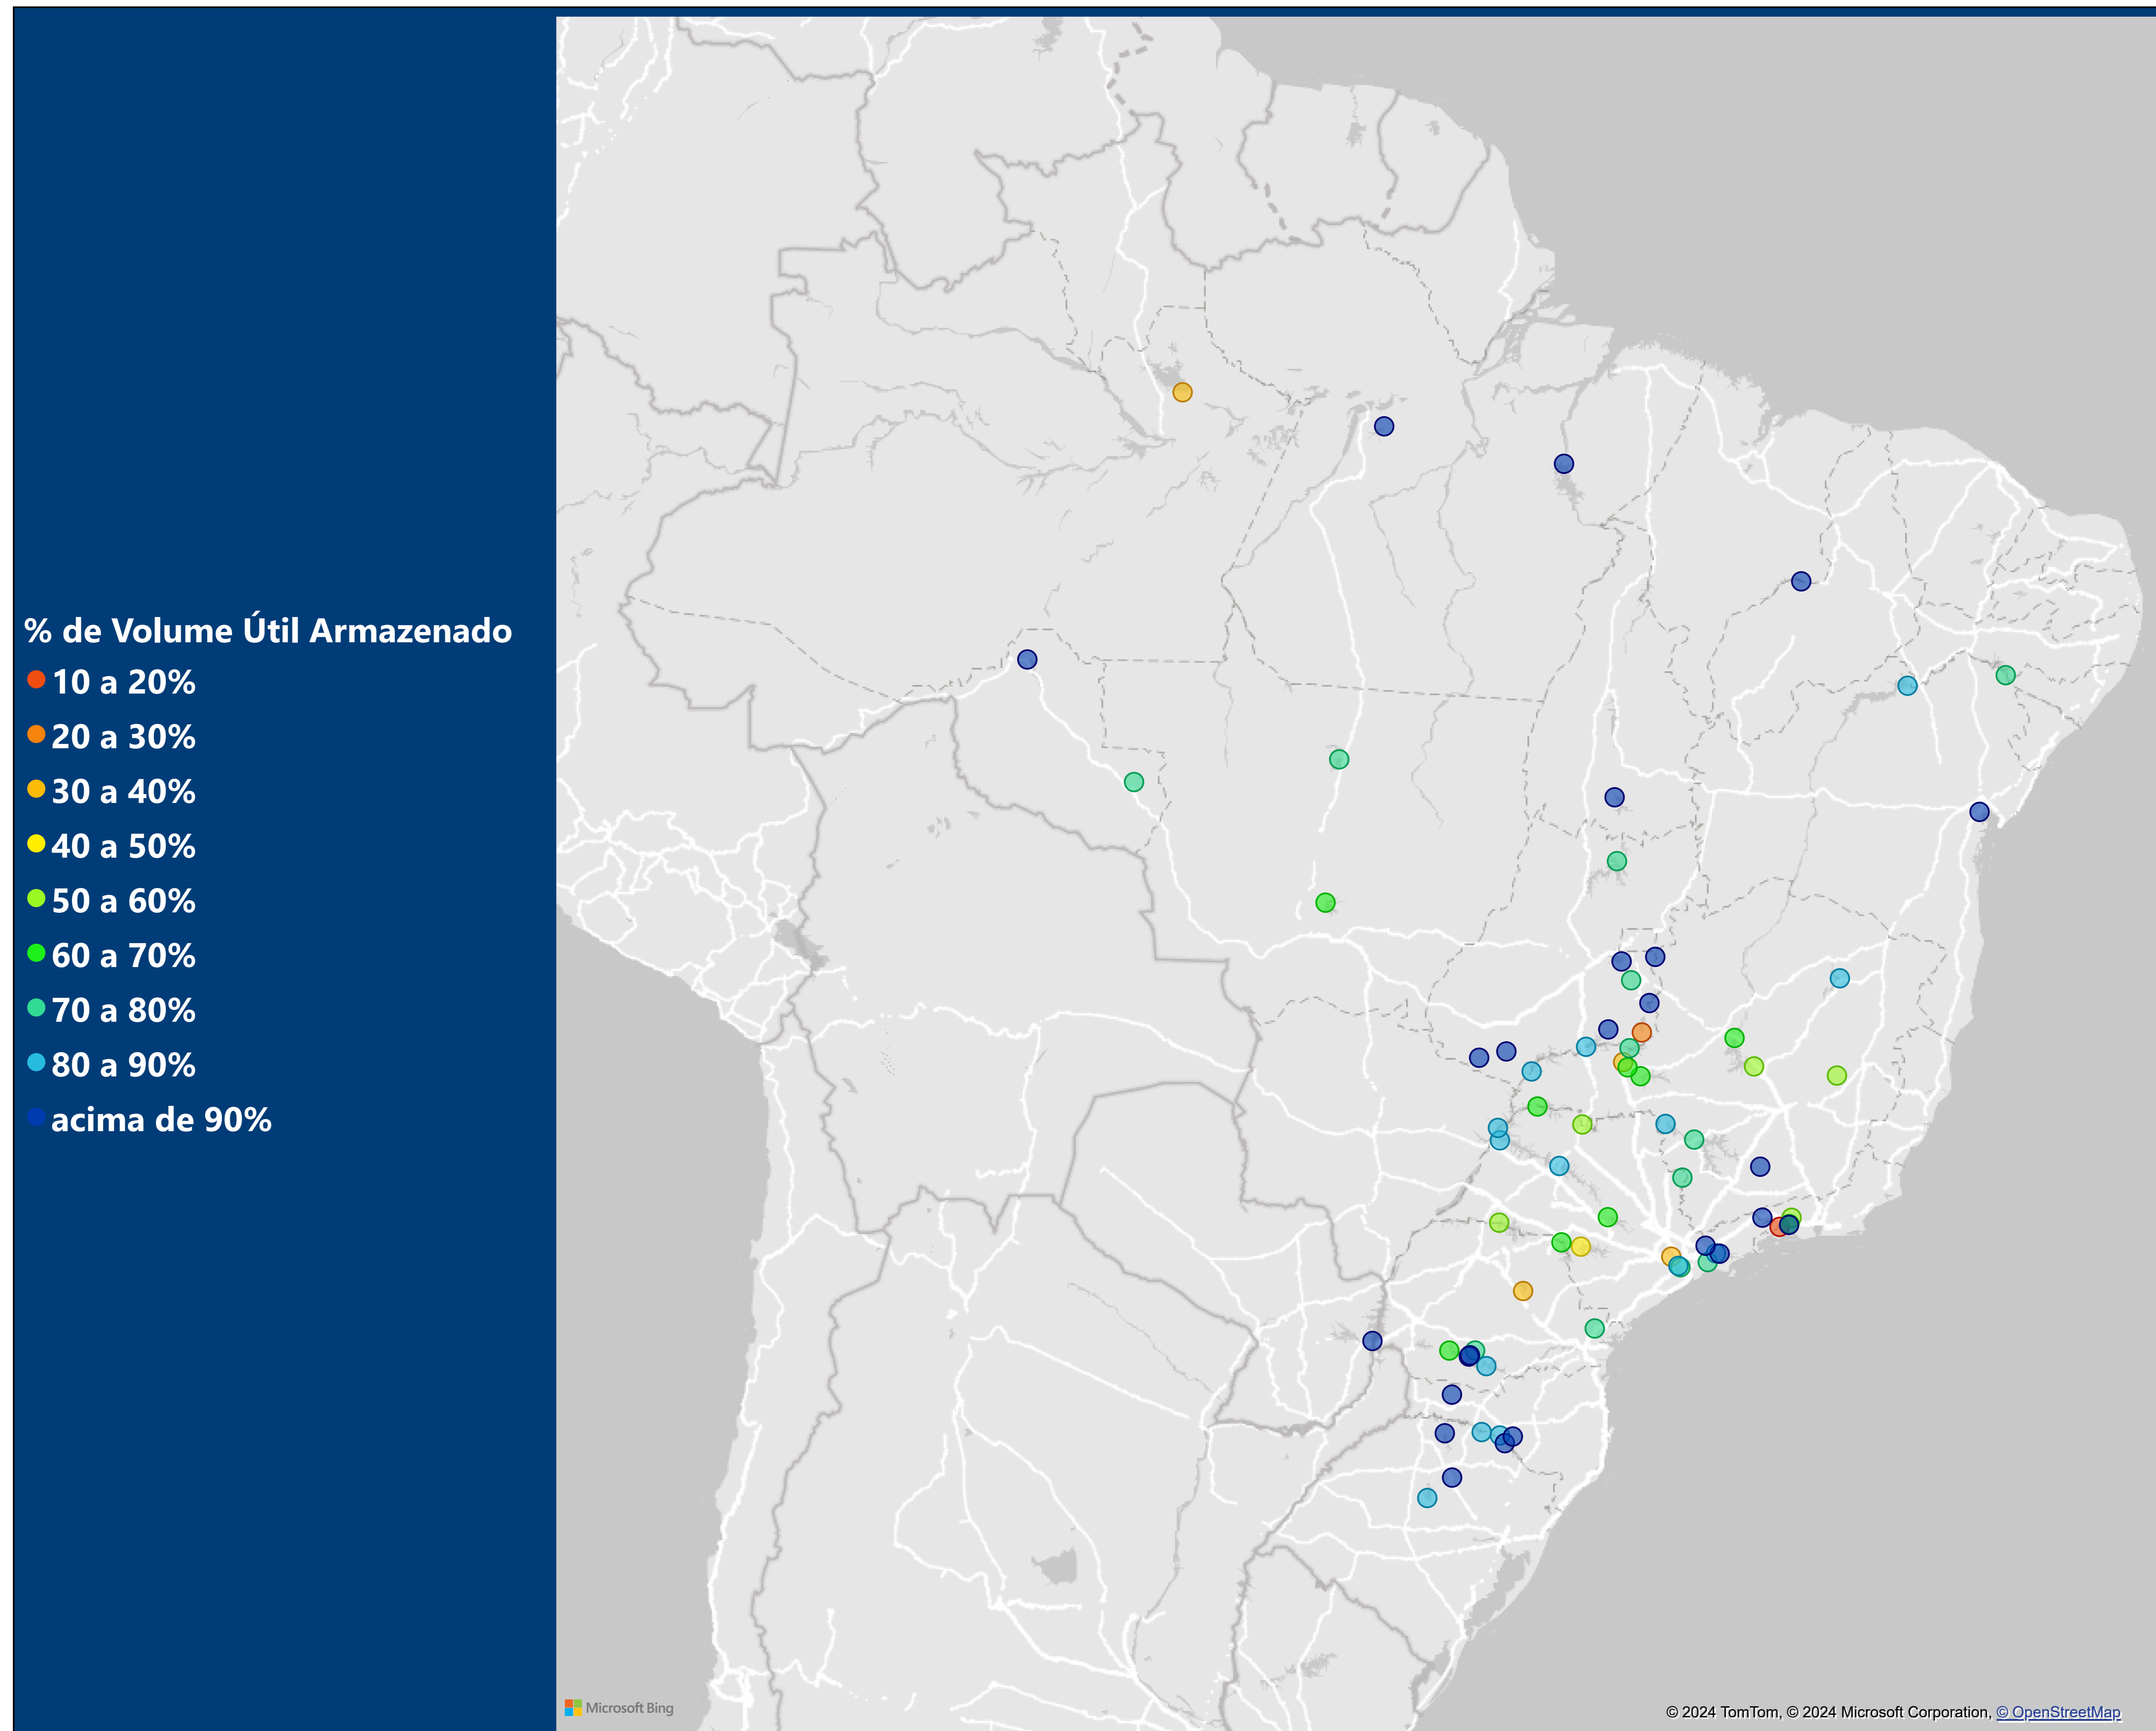 % de Volume Útil Armazenado
10 a 20%
20 a 30%
30 a 40%
40 a 50%
50 a 60%
60 a 70%
70 a 80%
80 a 90%
acima de 90%
Microsoft Bing
© 2024 TomTom, © 2024 Microsoft Corporation, © OpenStreetMap